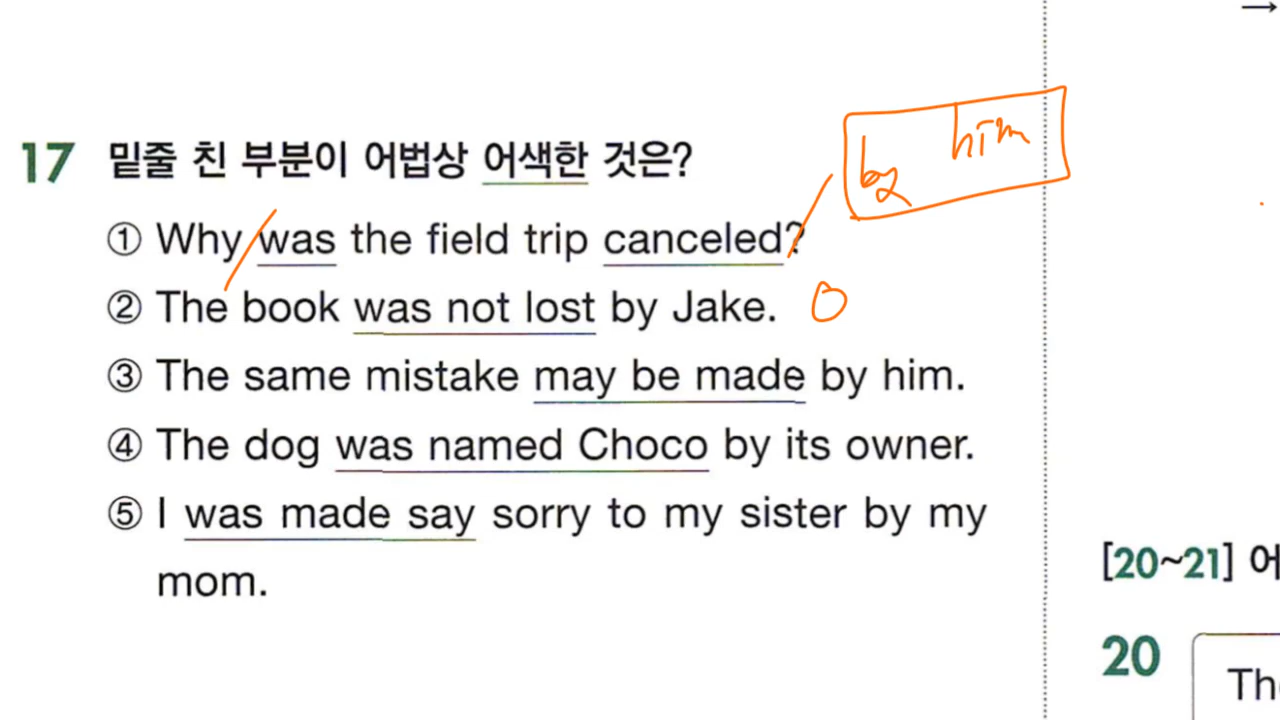 →
by him
17 밑줄 친 부분이 어법상 어색한 것은?
① Why was the field trip canceled?
② The book was not lost by Jake. O
③ The same mistake may be made by him.
④ The dog was named Choco by its owner.
⑤ I was made say sorry to my sister by my
mom.
[20~21] 어
20
The